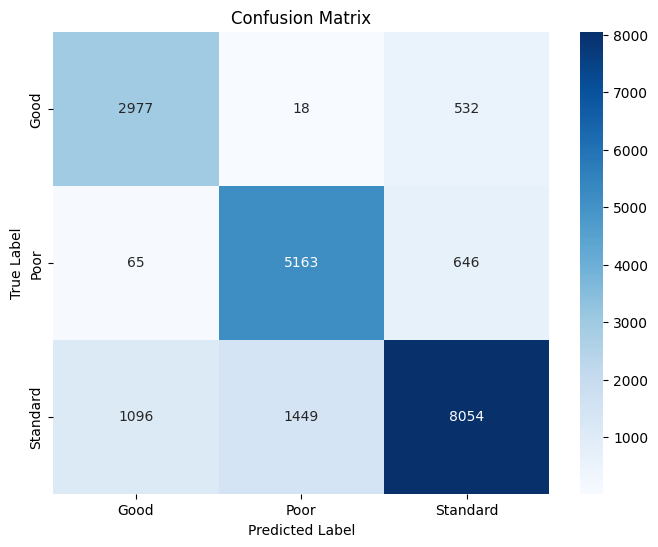 Confusion Matrix
True Label
Good
2977 18 532
Poor
65 5163 646
Standard
1096 1449 8054
Good Poor Standard
Predicted Label
8000
7000
6000
5000
4000
3000
2000
1000